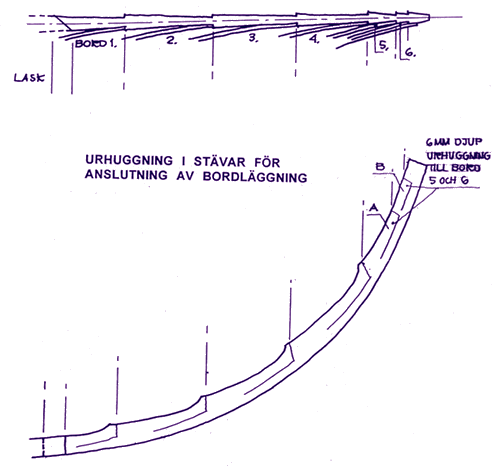 BORD 1.
2.
3.
4.
5.
6.
LASK
URHUGGNING I STÄVAR FÖR
ANSLUTNING AV BORDLÄGGNING
6 MM DJUP
URHUGGNING
TILL BORD
5 OCH 6
B
A